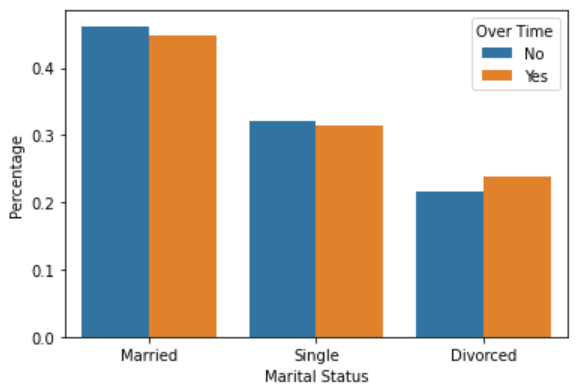 Over Time
No
Yes
Percentage
0.4
0.3
0.2
0.1
0.0
Married Single Divorced
Marital Status